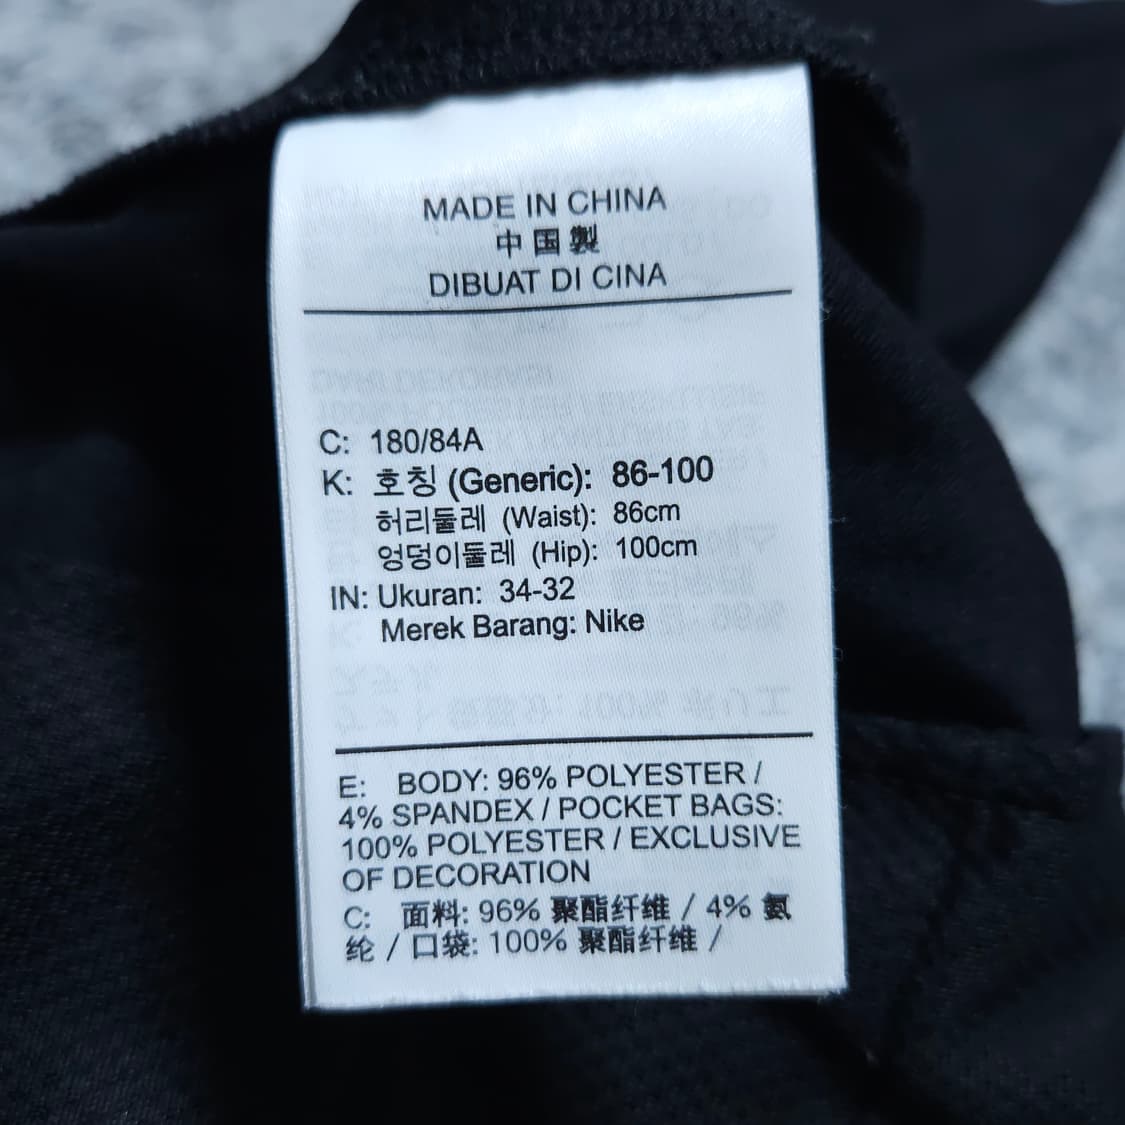 MADE IN CHINA
中国製
DIBUAT DI CINA
C: 180/84A
K: 호칭 (Generic): 86-100
허리둘레 (Waist): 86cm
엉덩이둘레 (Hip): 100cm
IN: Ukuran: 34-32
Merek Barang: Nike
E: BODY: 96% POLYESTER /
4% SPANDEX / POCKET BAGS:
100% POLYESTER / EXCLUSIVE
OF DECORATION
C: 面料: 96% 聚酯纤维 / 4% 氨
纶 / 口袋: 100% 聚酯纤维 /